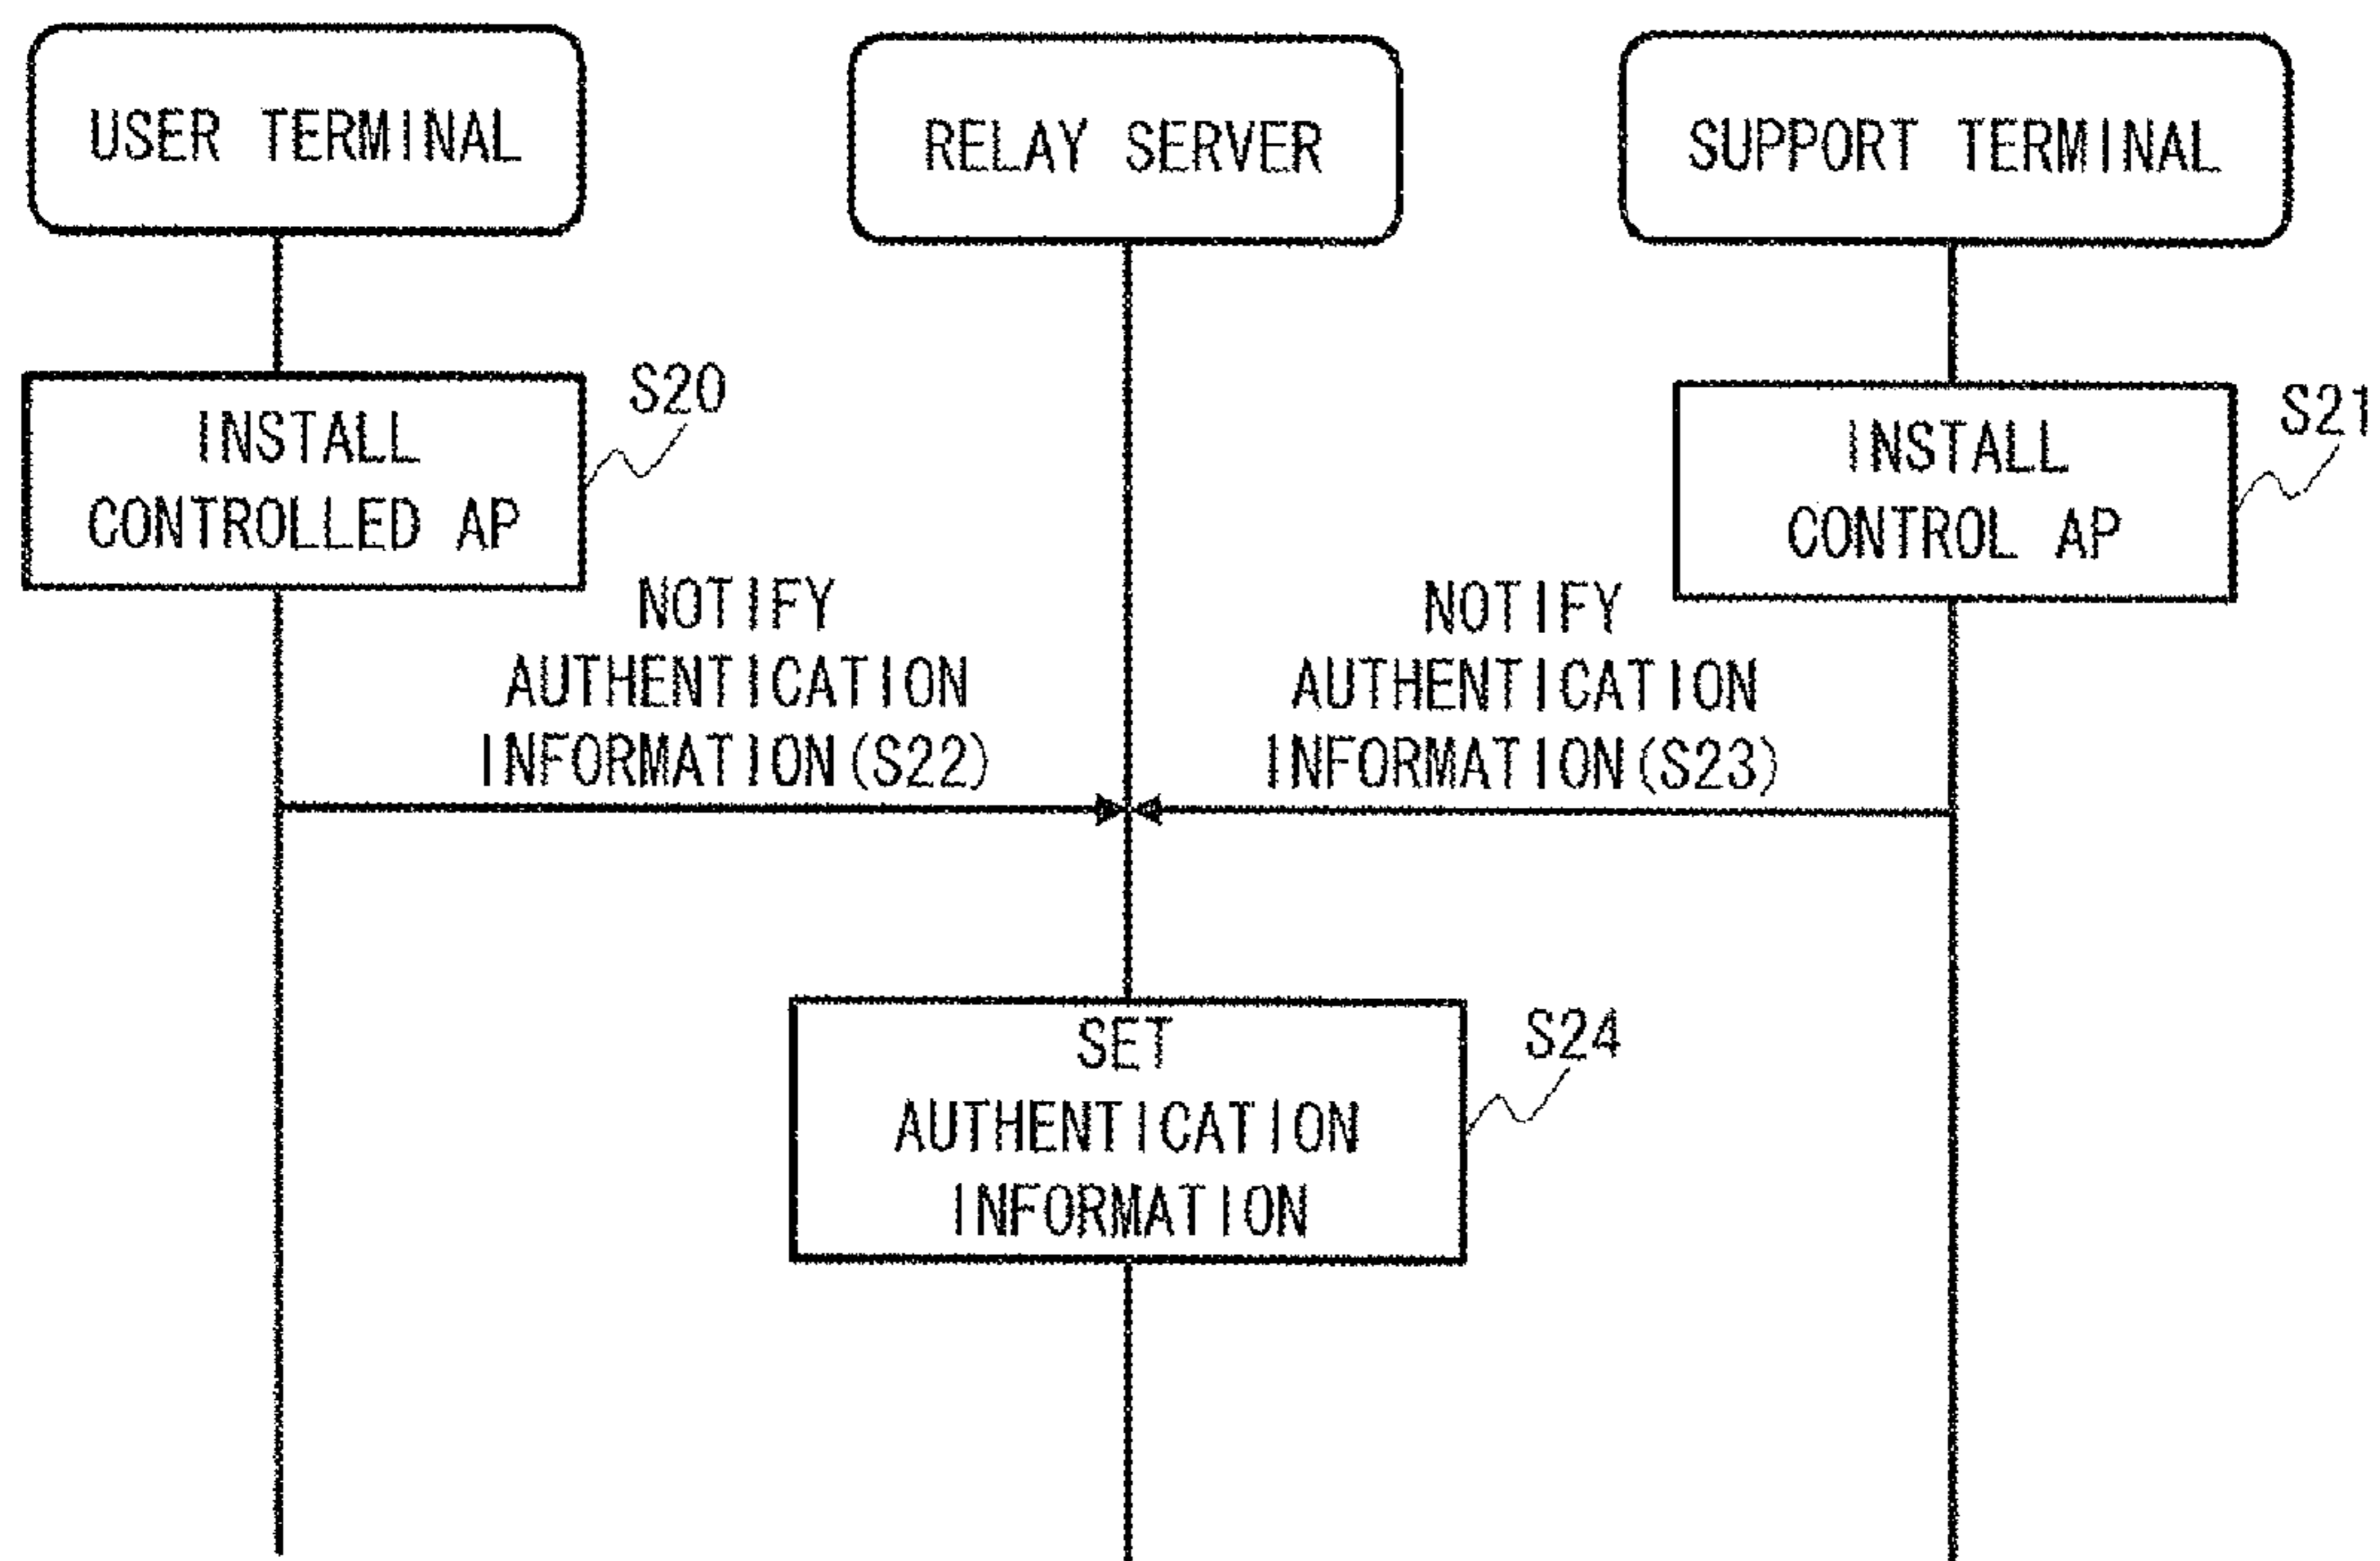 USER TERMINAL
RELAY SERVER
SUPPORT TERMINAL
INSTALL
CONTROLLED AP
S20
INSTALL
CONTROL AP
S21
NOTIFY
AUTHENTICATION
INFORMATION(S22)
NOTIFY
AUTHENTICATION
INFORMATION(S23)
SET
AUTHENTICATION
INFORMATION
S24